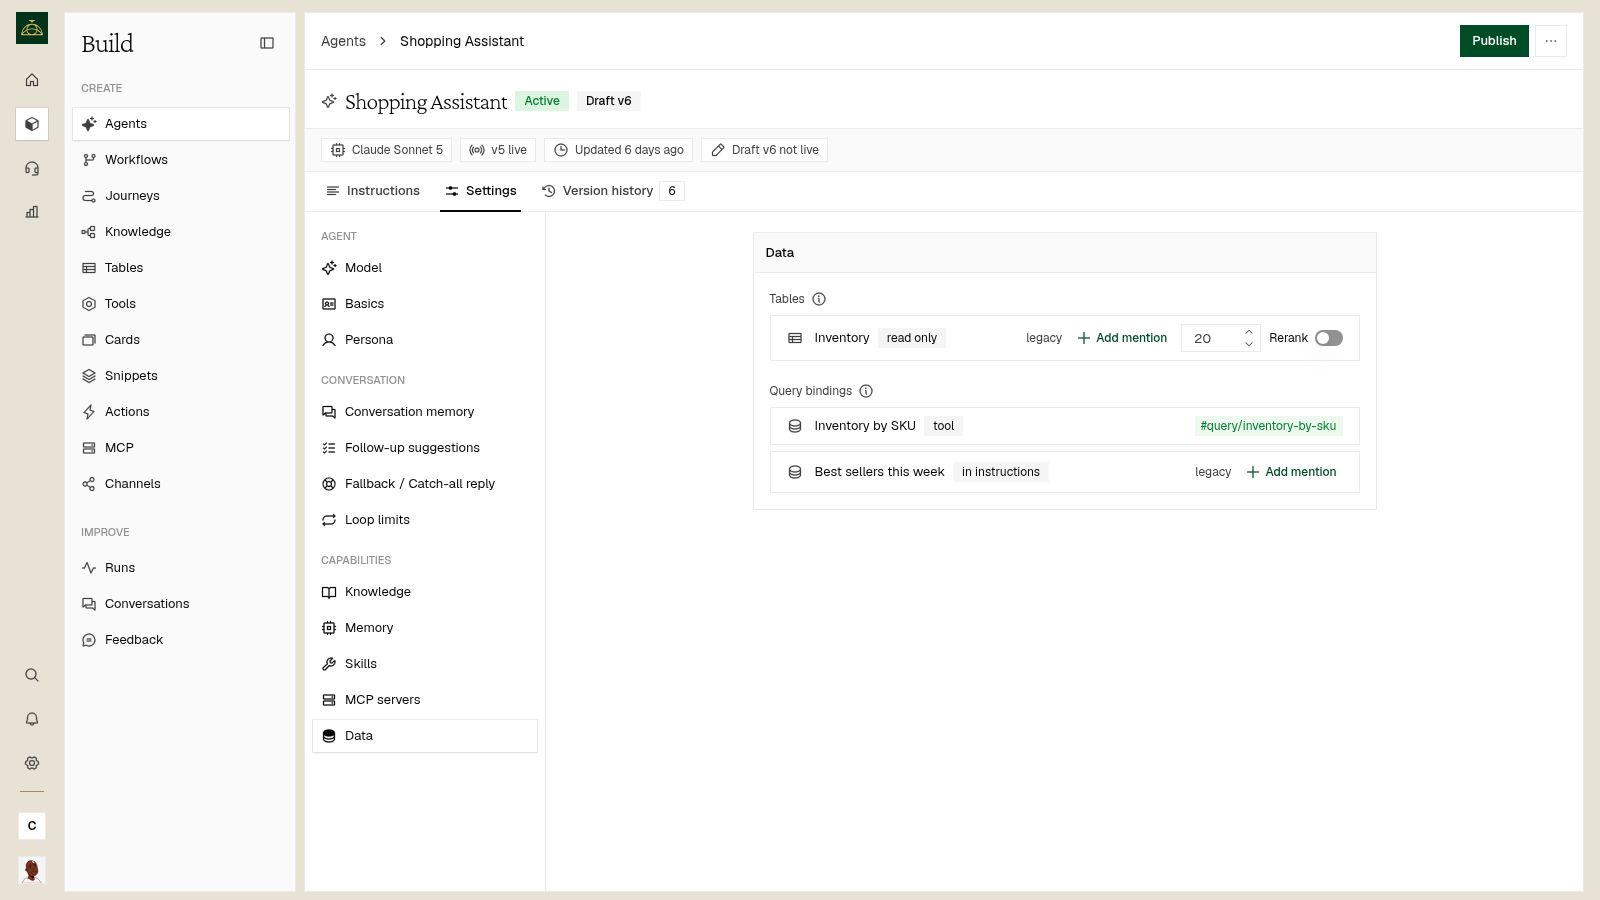 Build
CREATE
Agents
Workflows
Journeys
Knowledge
Tables
Tools
Cards
Snippets
Actions
MCP
Channels
IMPROVE
Runs
Conversations
Feedback
C
Agents > Shopping Assistant
Publish
Shopping Assistant Active Draft v6
Claude Sonnet 5 v5 live Updated 6 days ago Draft v6 not live
Instructions Settings Version history 6
AGENT
Model
Basics
Persona
CONVERSATION
Conversation memory
Follow-up suggestions
Fallback / Catch-all reply
Loop limits
CAPABILITIES
Knowledge
Memory
Skills
MCP servers
Data
Data
Tables
Inventory read only legacy Add mention 20 Rerank
Query bindings
Inventory by SKU tool #query/inventory-by-sku
Best sellers this week in instructions legacy Add mention